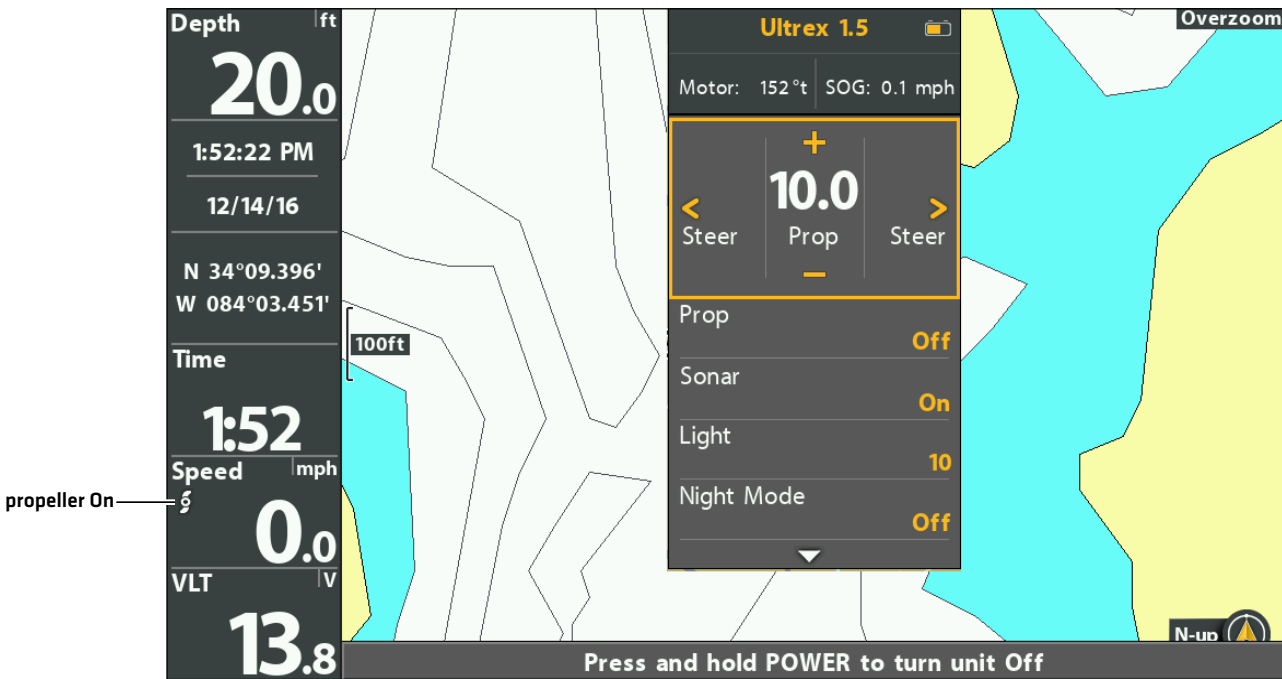 Depth ft
20.0
1:52:22 PM
12/14/16
N 34°09.396'
W 084°03.451'
Time
1:52
Speed mph
propeller On
0.0
VLT V
13.8
100ft
Ultrex 1.5
Motor: 152°t SOG: 0.1 mph
+
10.0
< >
Steer Prop Steer
−
Prop
Off
Sonar
On
Light
10
Night Mode
Off
Overzoom
N-up
Press and hold POWER to turn unit Off